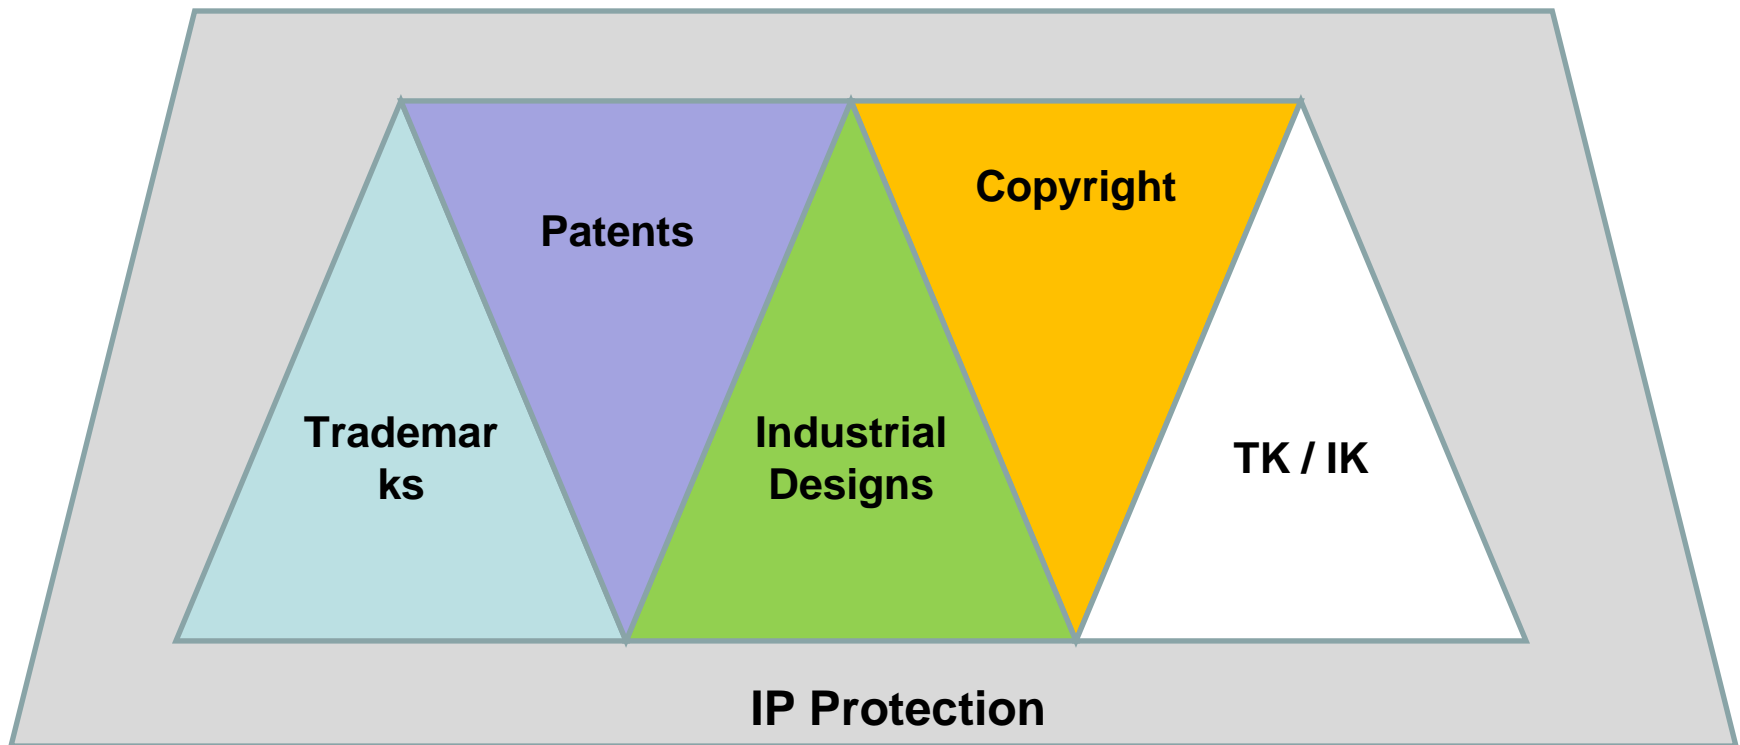 Copyright
Patents
Trademar
ks
Industrial
Designs
TK / IK
IP Protection